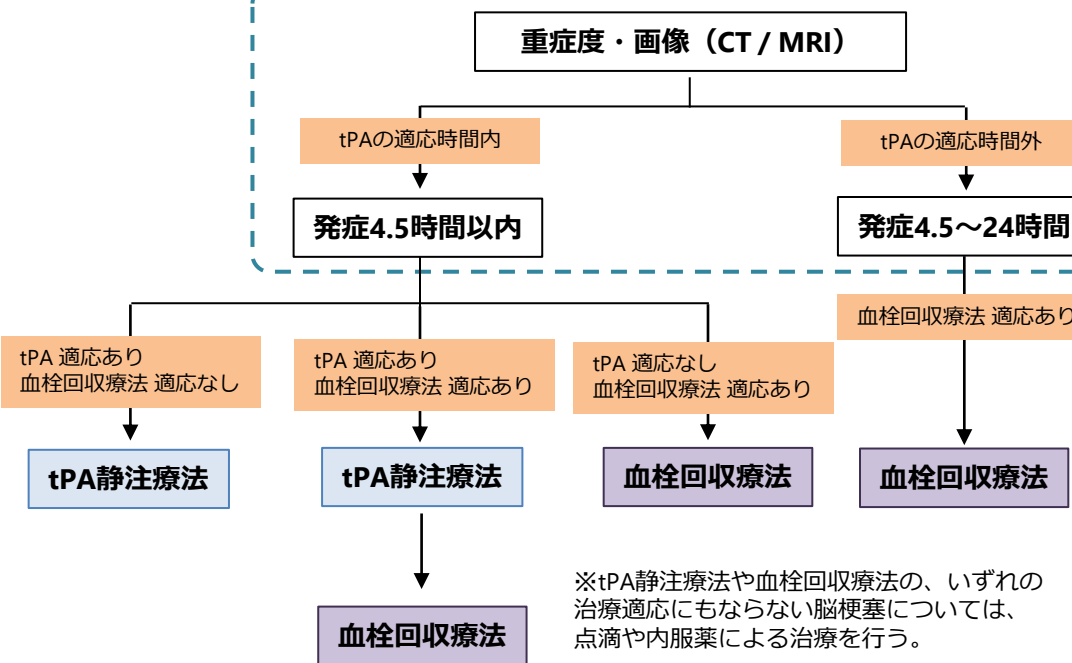 重症度・画像（CT / MRI）
tPAの適応時間内
tPAの適応時間外
発症4.5時間以内
発症4.5～24時間
血栓回収療法 適応あり
tPA 適応あり
血栓回収療法 適応なし
tPA 適応あり
血栓回収療法 適応あり
tPA 適応なし
血栓回収療法 適応あり
tPA静注療法
tPA静注療法
血栓回収療法
血栓回収療法
血栓回収療法
※tPA静注療法や血栓回収療法の、いずれの
治療適応にもならない脳梗塞については、
点滴や内服薬による治療を行う。